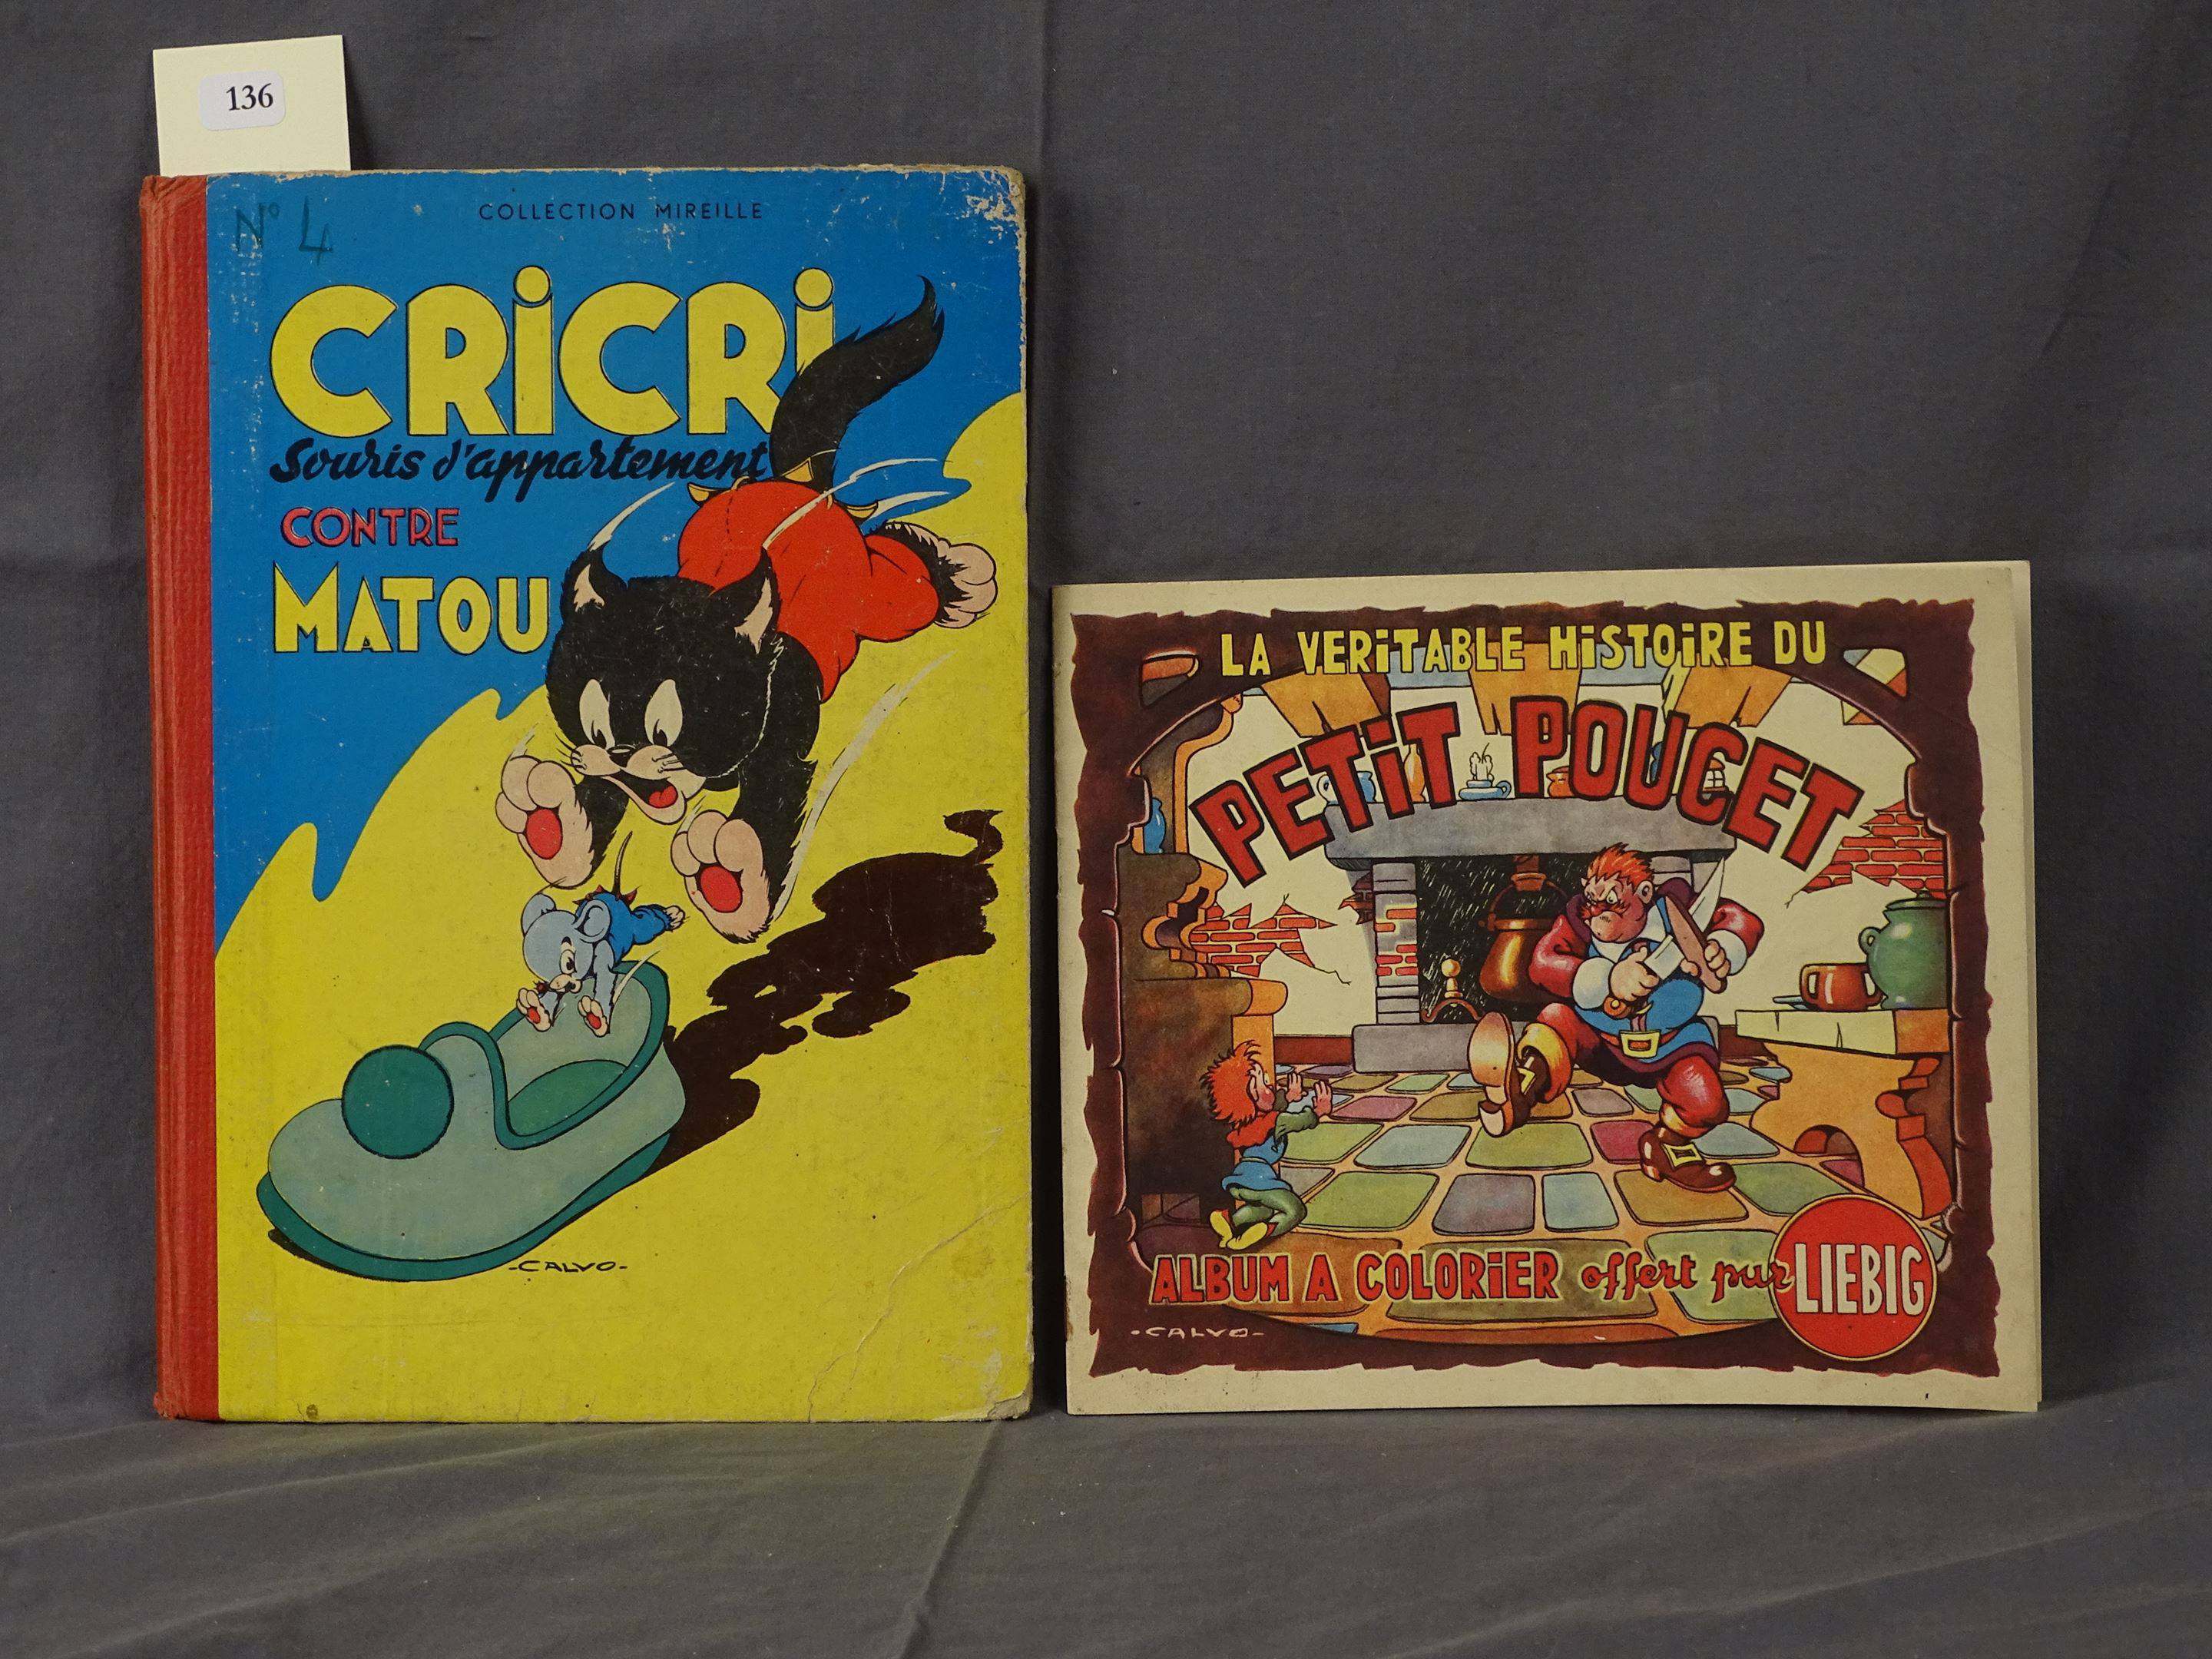 136
N° 4
COLLECTION MIREILLE
CRiCRi
Souris d'appartement
CONTRE
MATOU
-CALVO-
LA VERiTABLE HiSTOiRE DU
PETiT POUCET
ALBUM A COLORiER offert par LIEBIG
-CALVO-